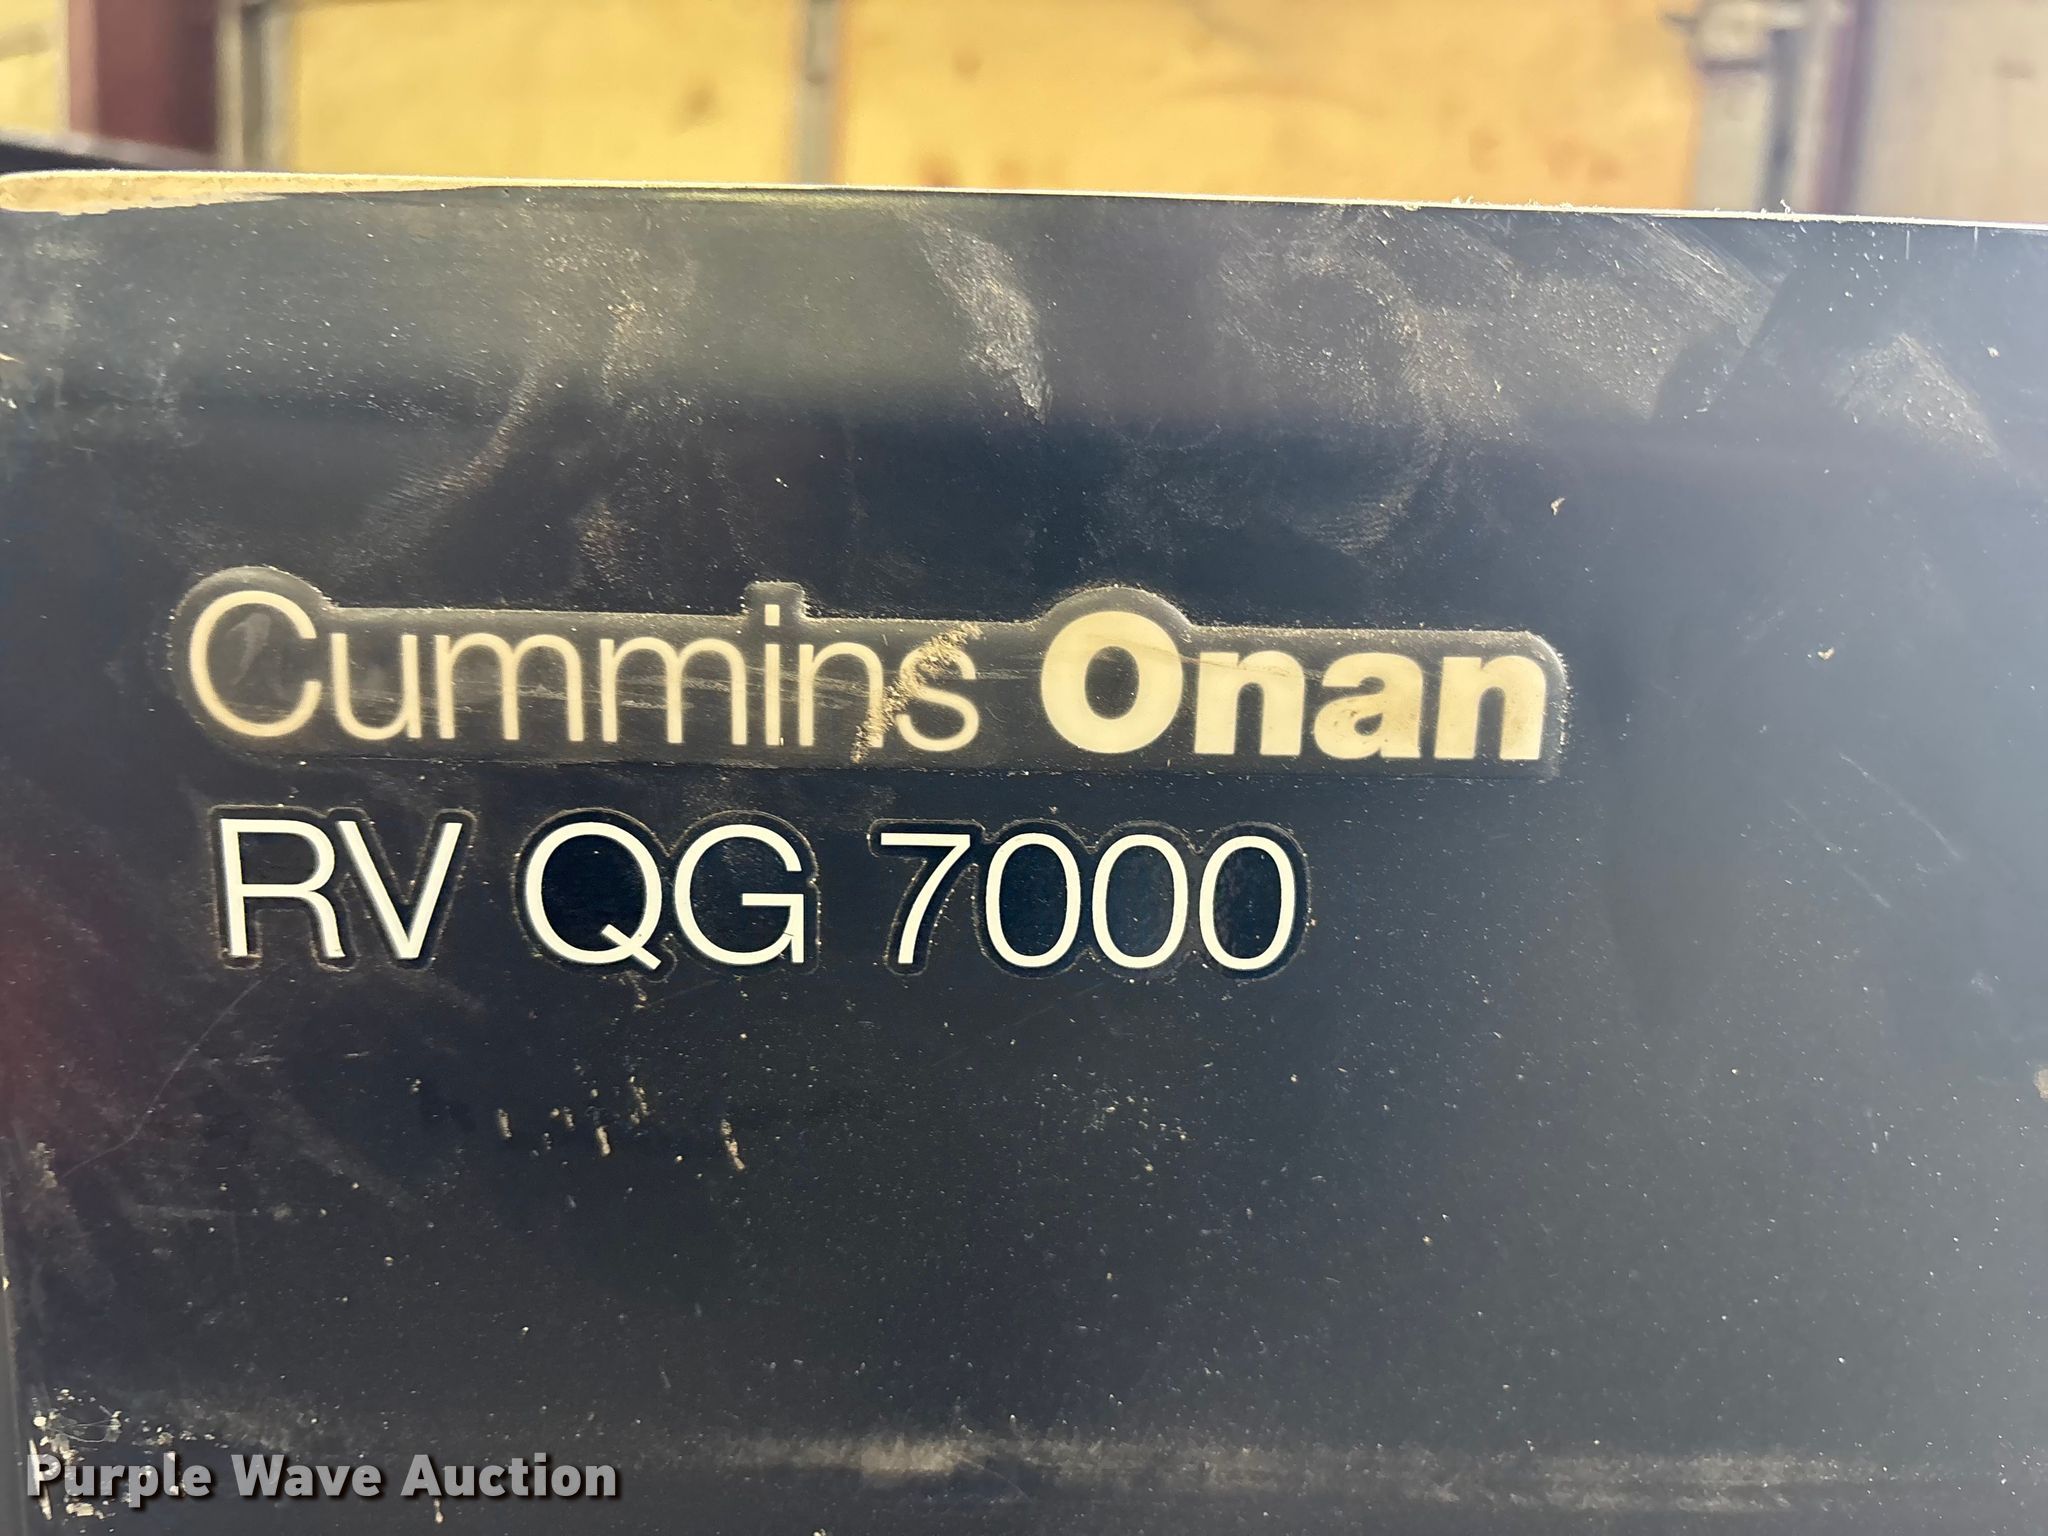 Cummins Onan
RV QG 7000
Purple Wave Auction